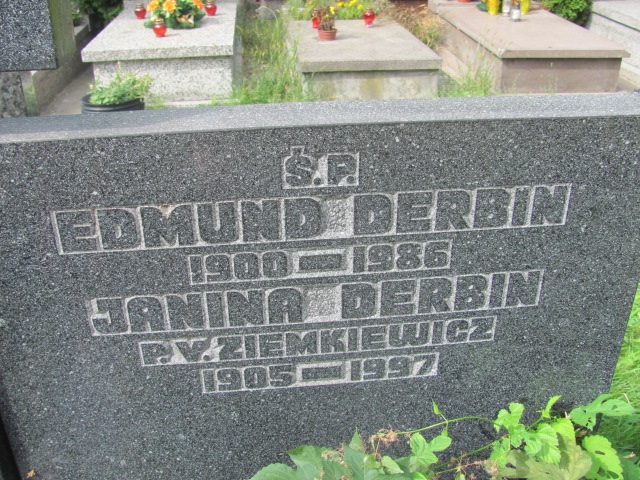 Ś.P.
EDMUND DERBIN
1900 — 1986
JANINA DERBIN
P.V. ZIEMKIEWICZ
1905 — 1997